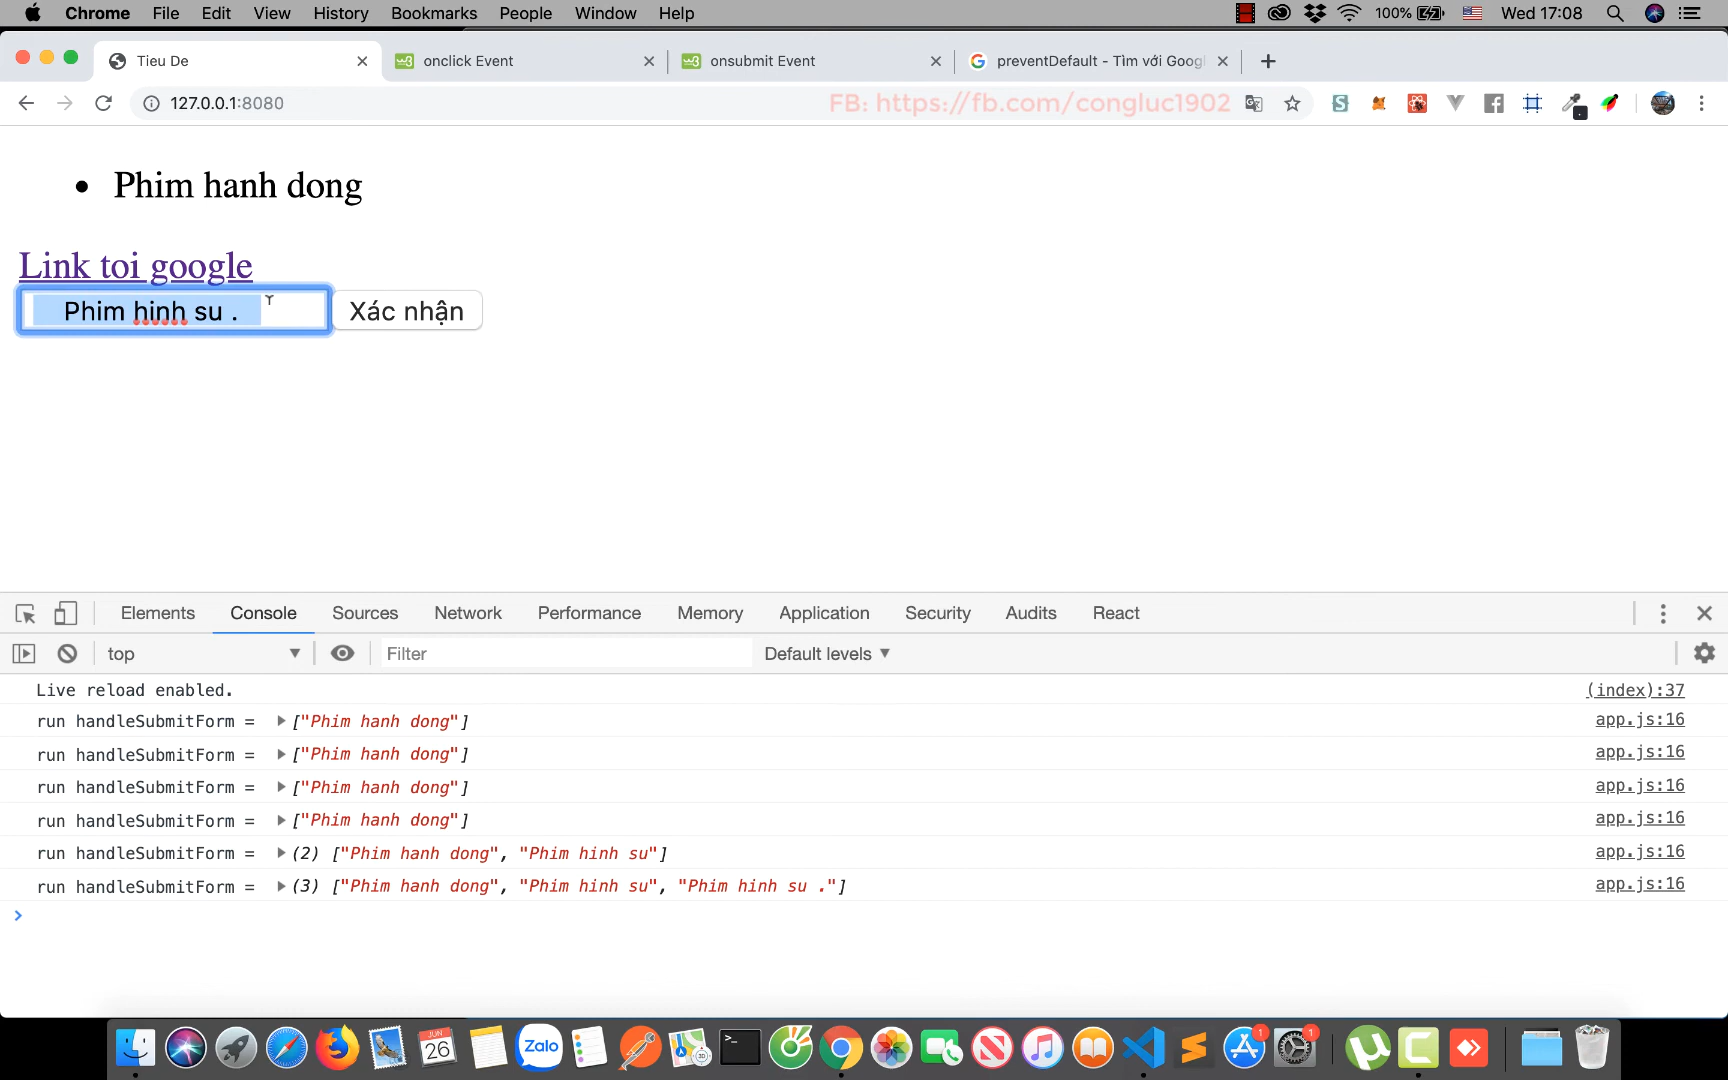 Chrome File Edit View History Bookmarks People Window Help 100% Wed 17:08
Tieu De onclick Event onsubmit Event preventDefault - Tìm với Googl
127.0.0.1:8080 FB: https://fb.com/congluc1902
Phim hanh dong
Link toi google
Phim hinh su . Xác nhận
Elements Console Sources Network Performance Memory Application Security Audits React
top Filter Default levels
Live reload enabled. (index):37
run handleSubmitForm = ["Phim hanh dong"] app.js:16
run handleSubmitForm = ["Phim hanh dong"] app.js:16
run handleSubmitForm = ["Phim hanh dong"] app.js:16
run handleSubmitForm = ["Phim hanh dong"] app.js:16
run handleSubmitForm = (2) ["Phim hanh dong", "Phim hinh su"] app.js:16
run handleSubmitForm = (3) ["Phim hanh dong", "Phim hinh su", "Phim hinh su ."] app.js:16
JUN
26 Zalo 3D 1 1